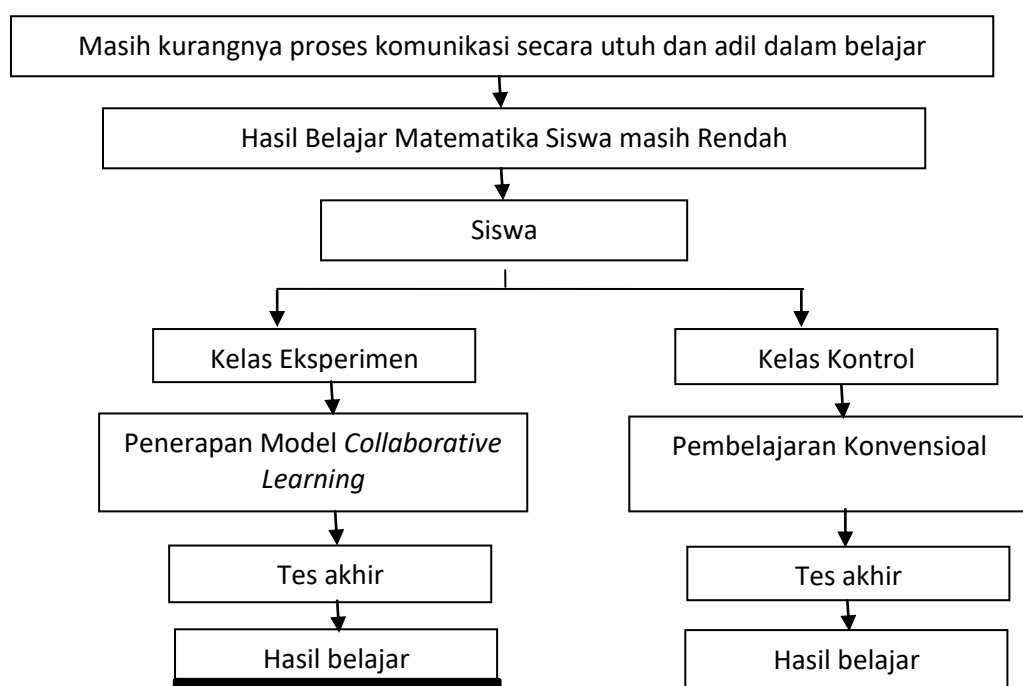 Masih kurangnya proses komunikasi secara utuh dan adil dalam belajar
Hasil Belajar Matematika Siswa masih Rendah
Siswa
Kelas Eksperimen
Kelas Kontrol
Penerapan Model Collaborative
Learning
Pembelajaran Konvensioal
Tes akhir
Tes akhir
Hasil belajar
Hasil belajar